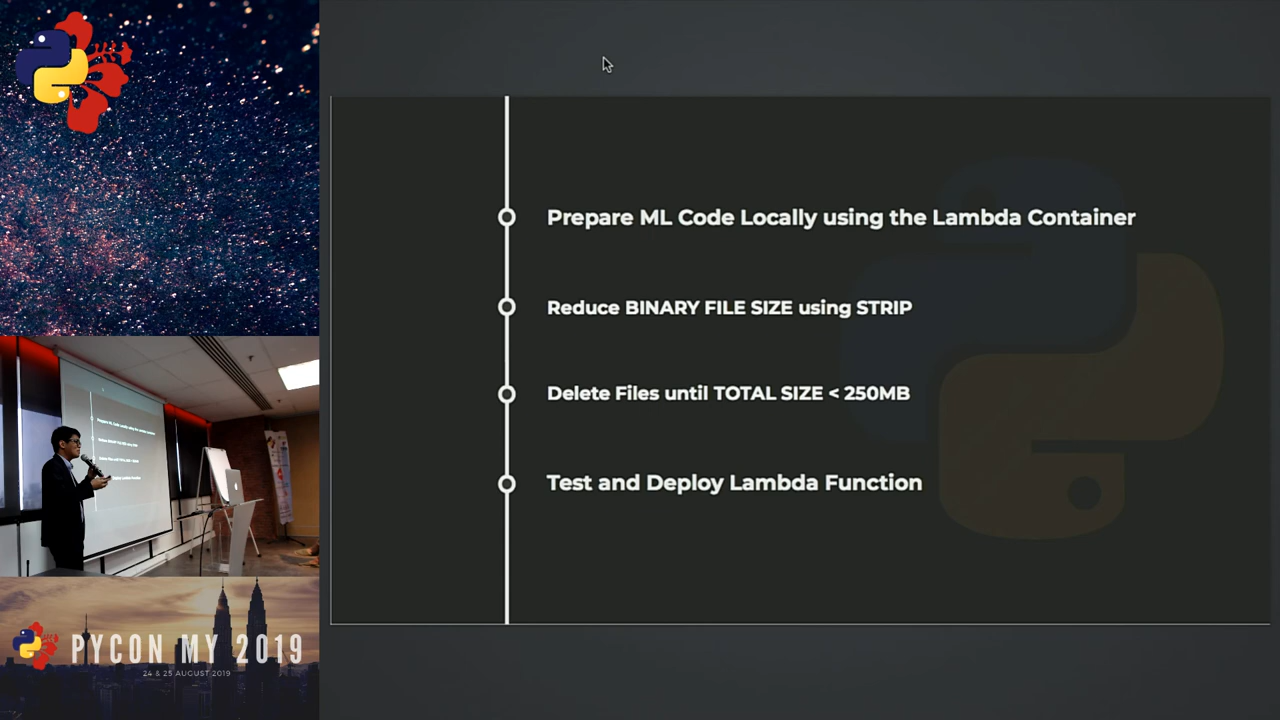 Prepare ML Code Locally using the Lambda Container
Reduce BINARY FILE SIZE using STRIP
Delete Files until TOTAL SIZE < 250MB
Test and Deploy Lambda Function
PYCON MY 2019
24 & 25 AUGUST 2019